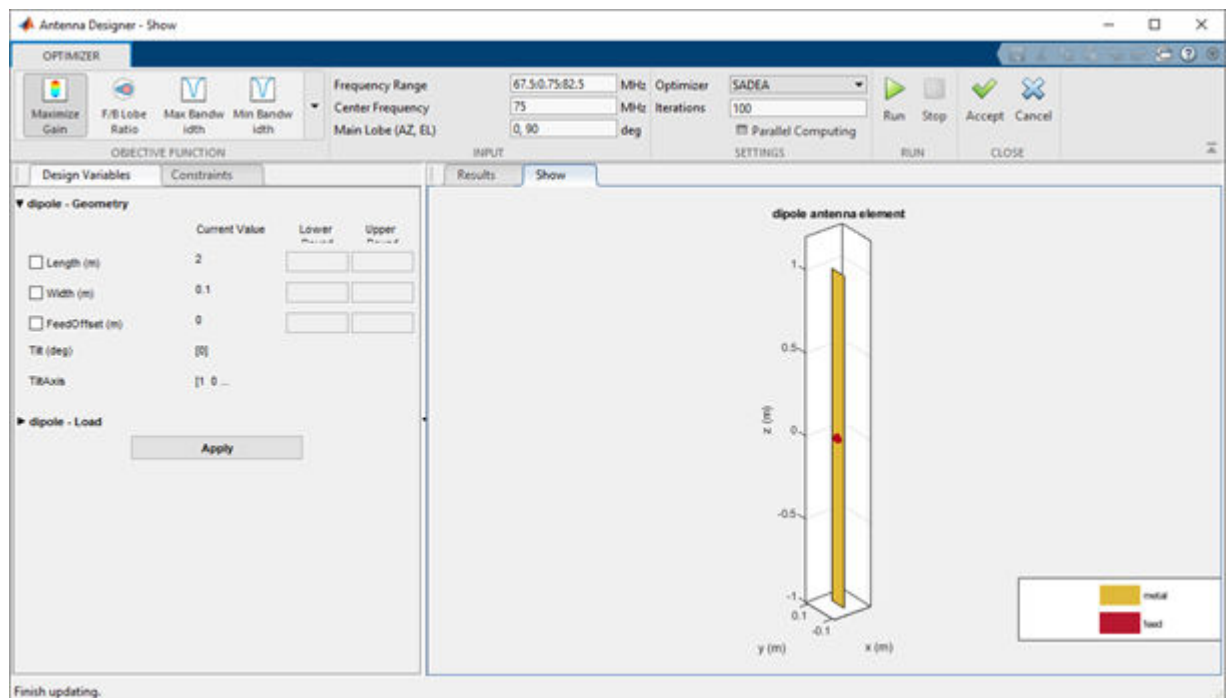 Antenna Designer - Show
OPTIMIZER
Maximize Gain
F/B Lobe Ratio
Max Bandw idth
Min Bandw idth
OBJECTIVE FUNCTION
Frequency Range 67.5:0.75:82.5 MHz
Center Frequency 75 MHz
Main Lobe (AZ, EL) 0, 90 deg
INPUT
Optimizer SADEA
Iterations 100
Parallel Computing
SETTINGS
Run Stop
RUN
Accept Cancel
CLOSE
Design Variables Constraints
dipole - Geometry
Current Value Lower Upper
Length (m) 2
Width (m) 0.1
FeedOffset (m) 0
Tilt (deg) [0]
TiltAxis [1 0 ...
dipole - Load
Apply
Results Show
dipole antenna element
1
0.5
0
-0.5
-1
z (m)
0.1
-0.1
y (m) x (m)
metal
feed
Finish updating.